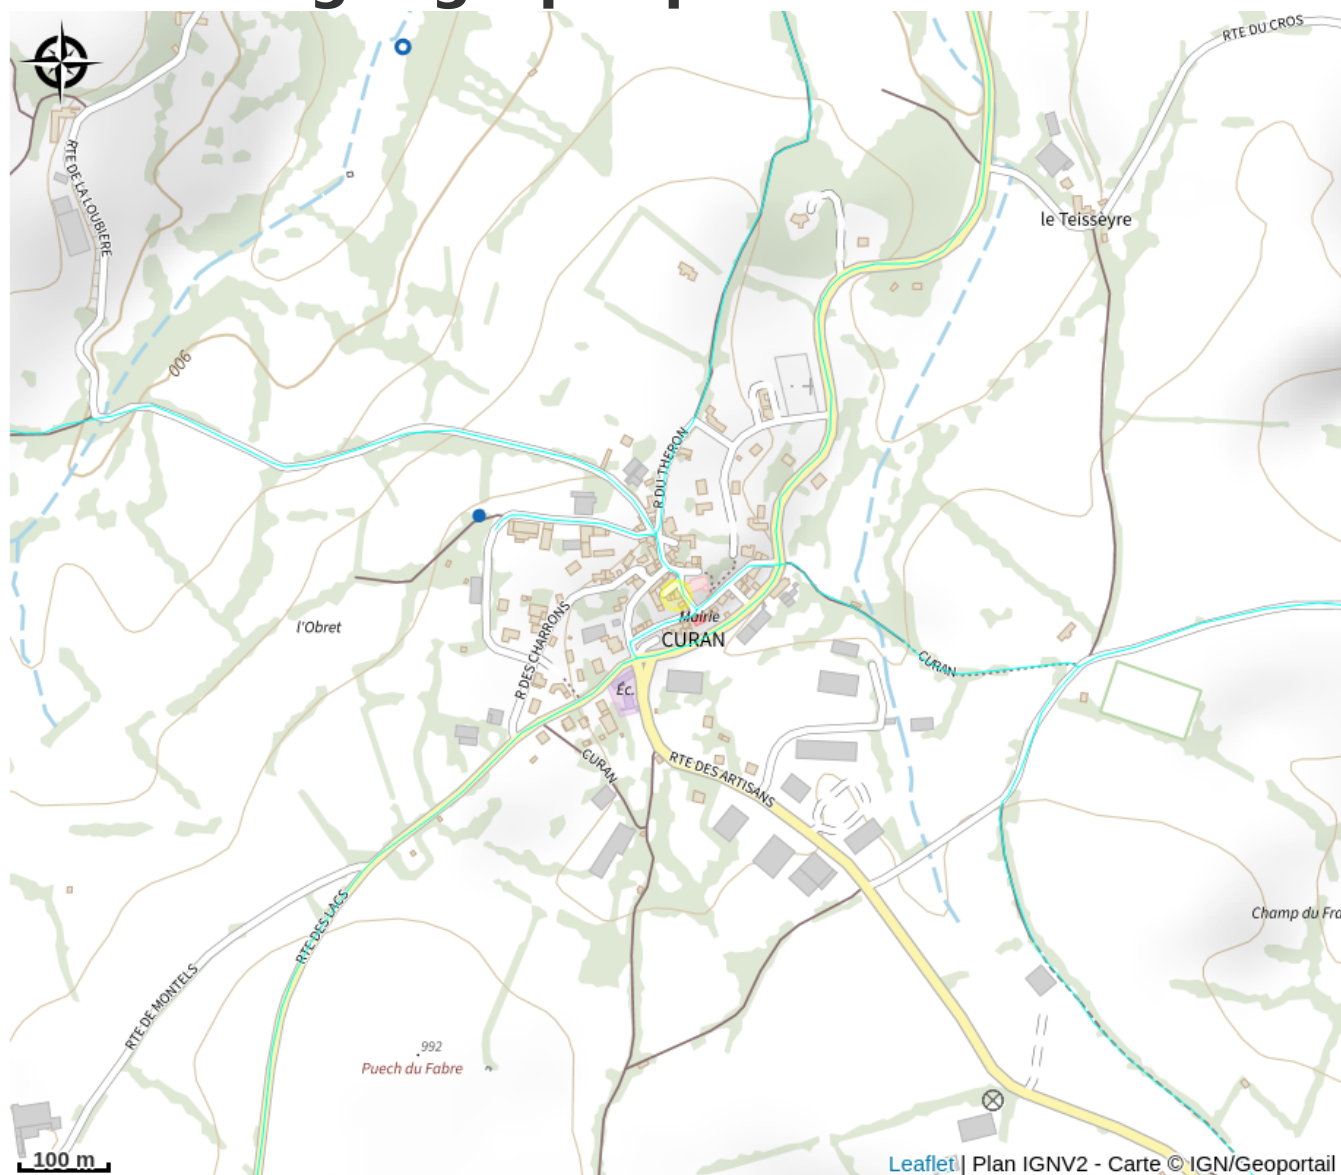 RTE DU CROS
RTE DE LA LOUBIERE
le Teisseyre
900
R DU THERON
l'Obret
R DES CHARRONS
Mairie
CURAN
CURAN
Éc.
CURAN
RTE DES ARTISANS
RTE DES LACS
Champ du Fra
RTE DE MONTELS
992
Puech du Fabre
100 m
Leaflet | Plan IGNV2 - Carte © IGN/Geoportail